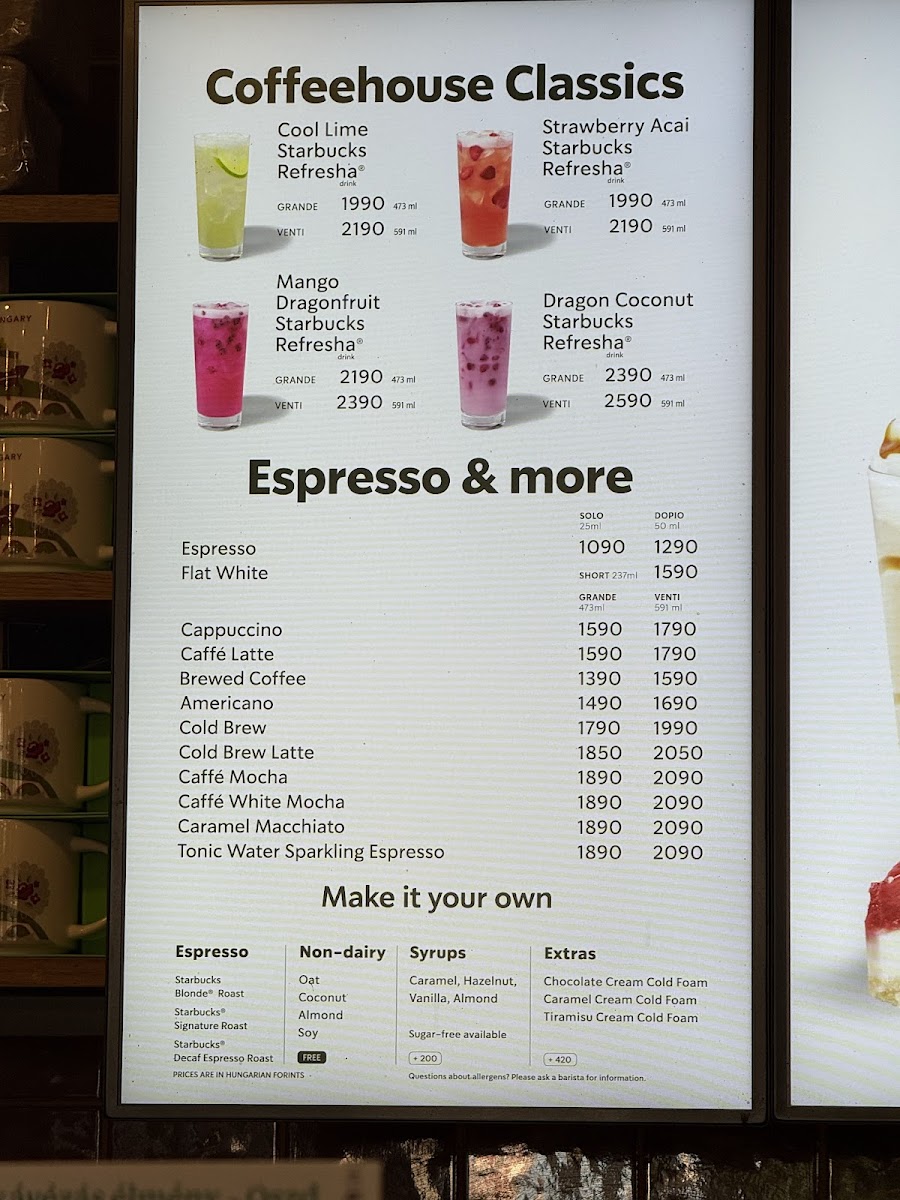 Coffeehouse Classics
Cool Lime
Starbucks
Refresha®
drink
GRANDE 1990 473 ml
VENTI 2190 591 ml
Strawberry Acai
Starbucks
Refresha®
drink
GRANDE 1990 473 ml
VENTI 2190 591 ml
Mango
Dragonfruit
Starbucks
Refresha®
drink
GRANDE 2190 473 ml
VENTI 2390 591 ml
Dragon Coconut
Starbucks
Refresha®
drink
GRANDE 2390 473 ml
VENTI 2590 591 ml
Espresso & more
SOLO DOPIO
25ml 50 ml
Espresso 1090 1290
Flat White SHORT 237ml 1590
GRANDE VENTI
473ml 591 ml
Cappuccino 1590 1790
Caffé Latte 1590 1790
Brewed Coffee 1390 1590
Americano 1490 1690
Cold Brew 1790 1990
Cold Brew Latte 1850 2050
Caffé Mocha 1890 2090
Caffé White Mocha 1890 2090
Caramel Macchiato 1890 2090
Tonic Water Sparkling Espresso 1890 2090
Make it your own
Espresso
Starbucks
Blonde® Roast
Starbucks®
Signature Roast
Starbucks®
Decaf Espresso Roast
Non-dairy
Oat
Coconut
Almond
Soy
FREE
Syrups
Caramel, Hazelnut,
Vanilla, Almond
Sugar-free available
+ 200
Extras
Chocolate Cream Cold Foam
Caramel Cream Cold Foam
Tiramisu Cream Cold Foam
+ 420
PRICES ARE IN HUNGARIAN FORINTS
Questions about allergens? Please ask a barista for information.
NGARY
GARY